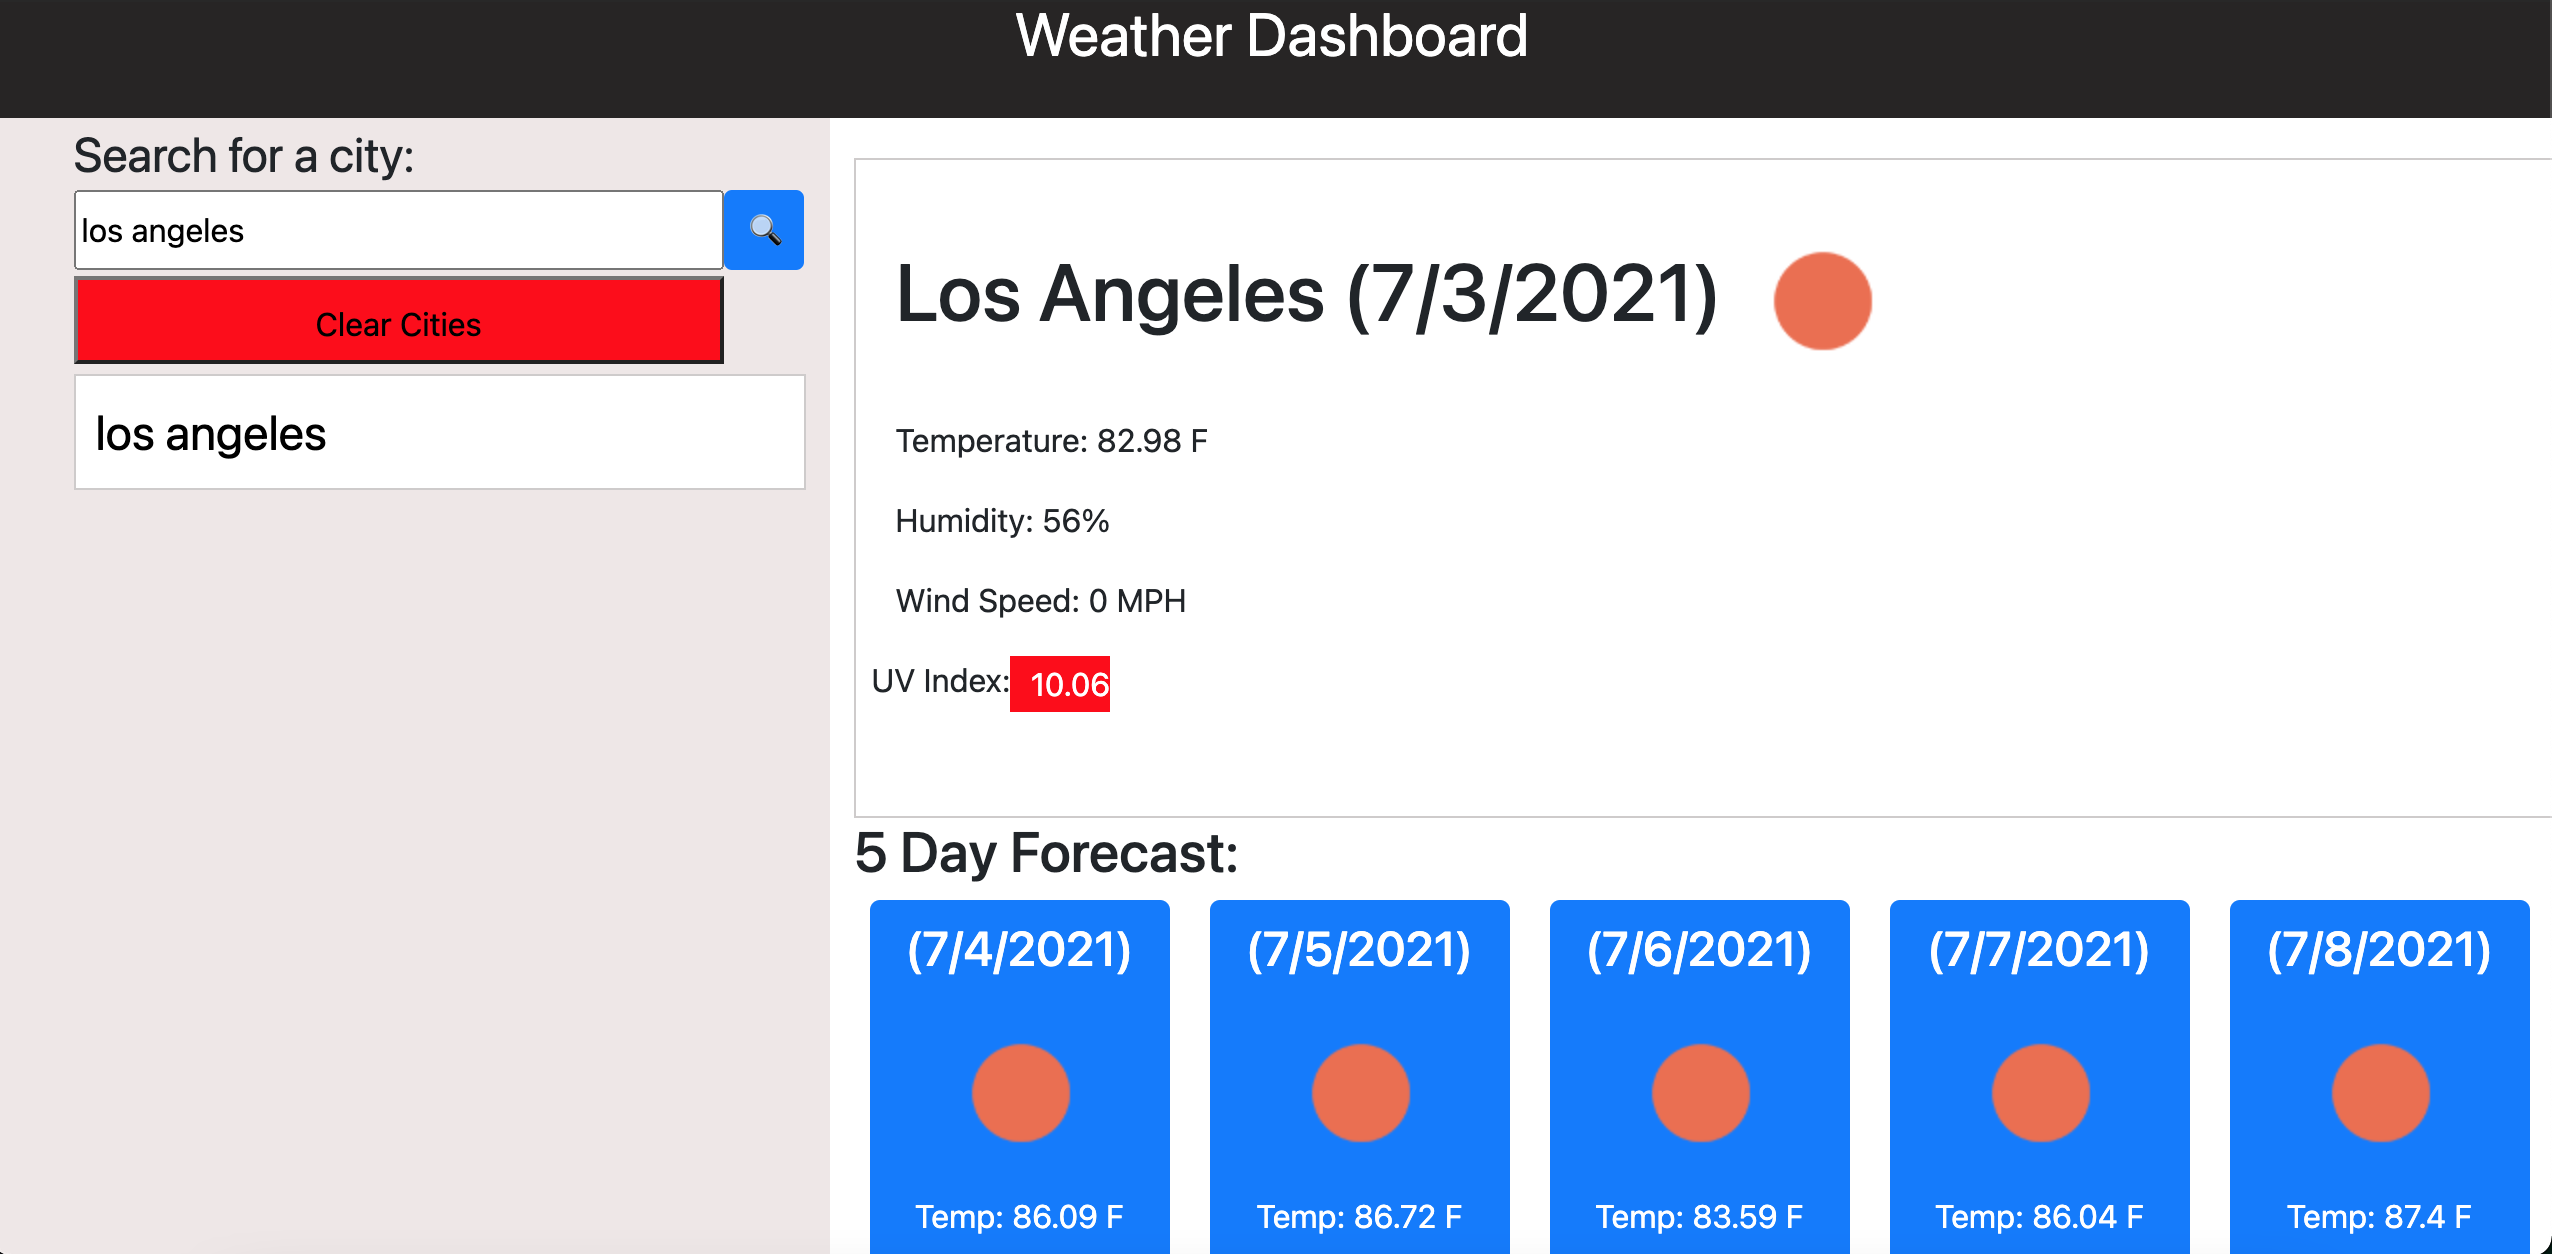 Weather Dashboard
Search for a city:
los angeles
Clear Cities
los angeles
Los Angeles (7/3/2021)
Temperature: 82.98 F
Humidity: 56%
Wind Speed: 0 MPH
UV Index: 10.06
5 Day Forecast:
(7/4/2021) (7/5/2021) (7/6/2021) (7/7/2021) (7/8/2021)
Temp: 86.09 F Temp: 86.72 F Temp: 83.59 F Temp: 86.04 F Temp: 87.4 F